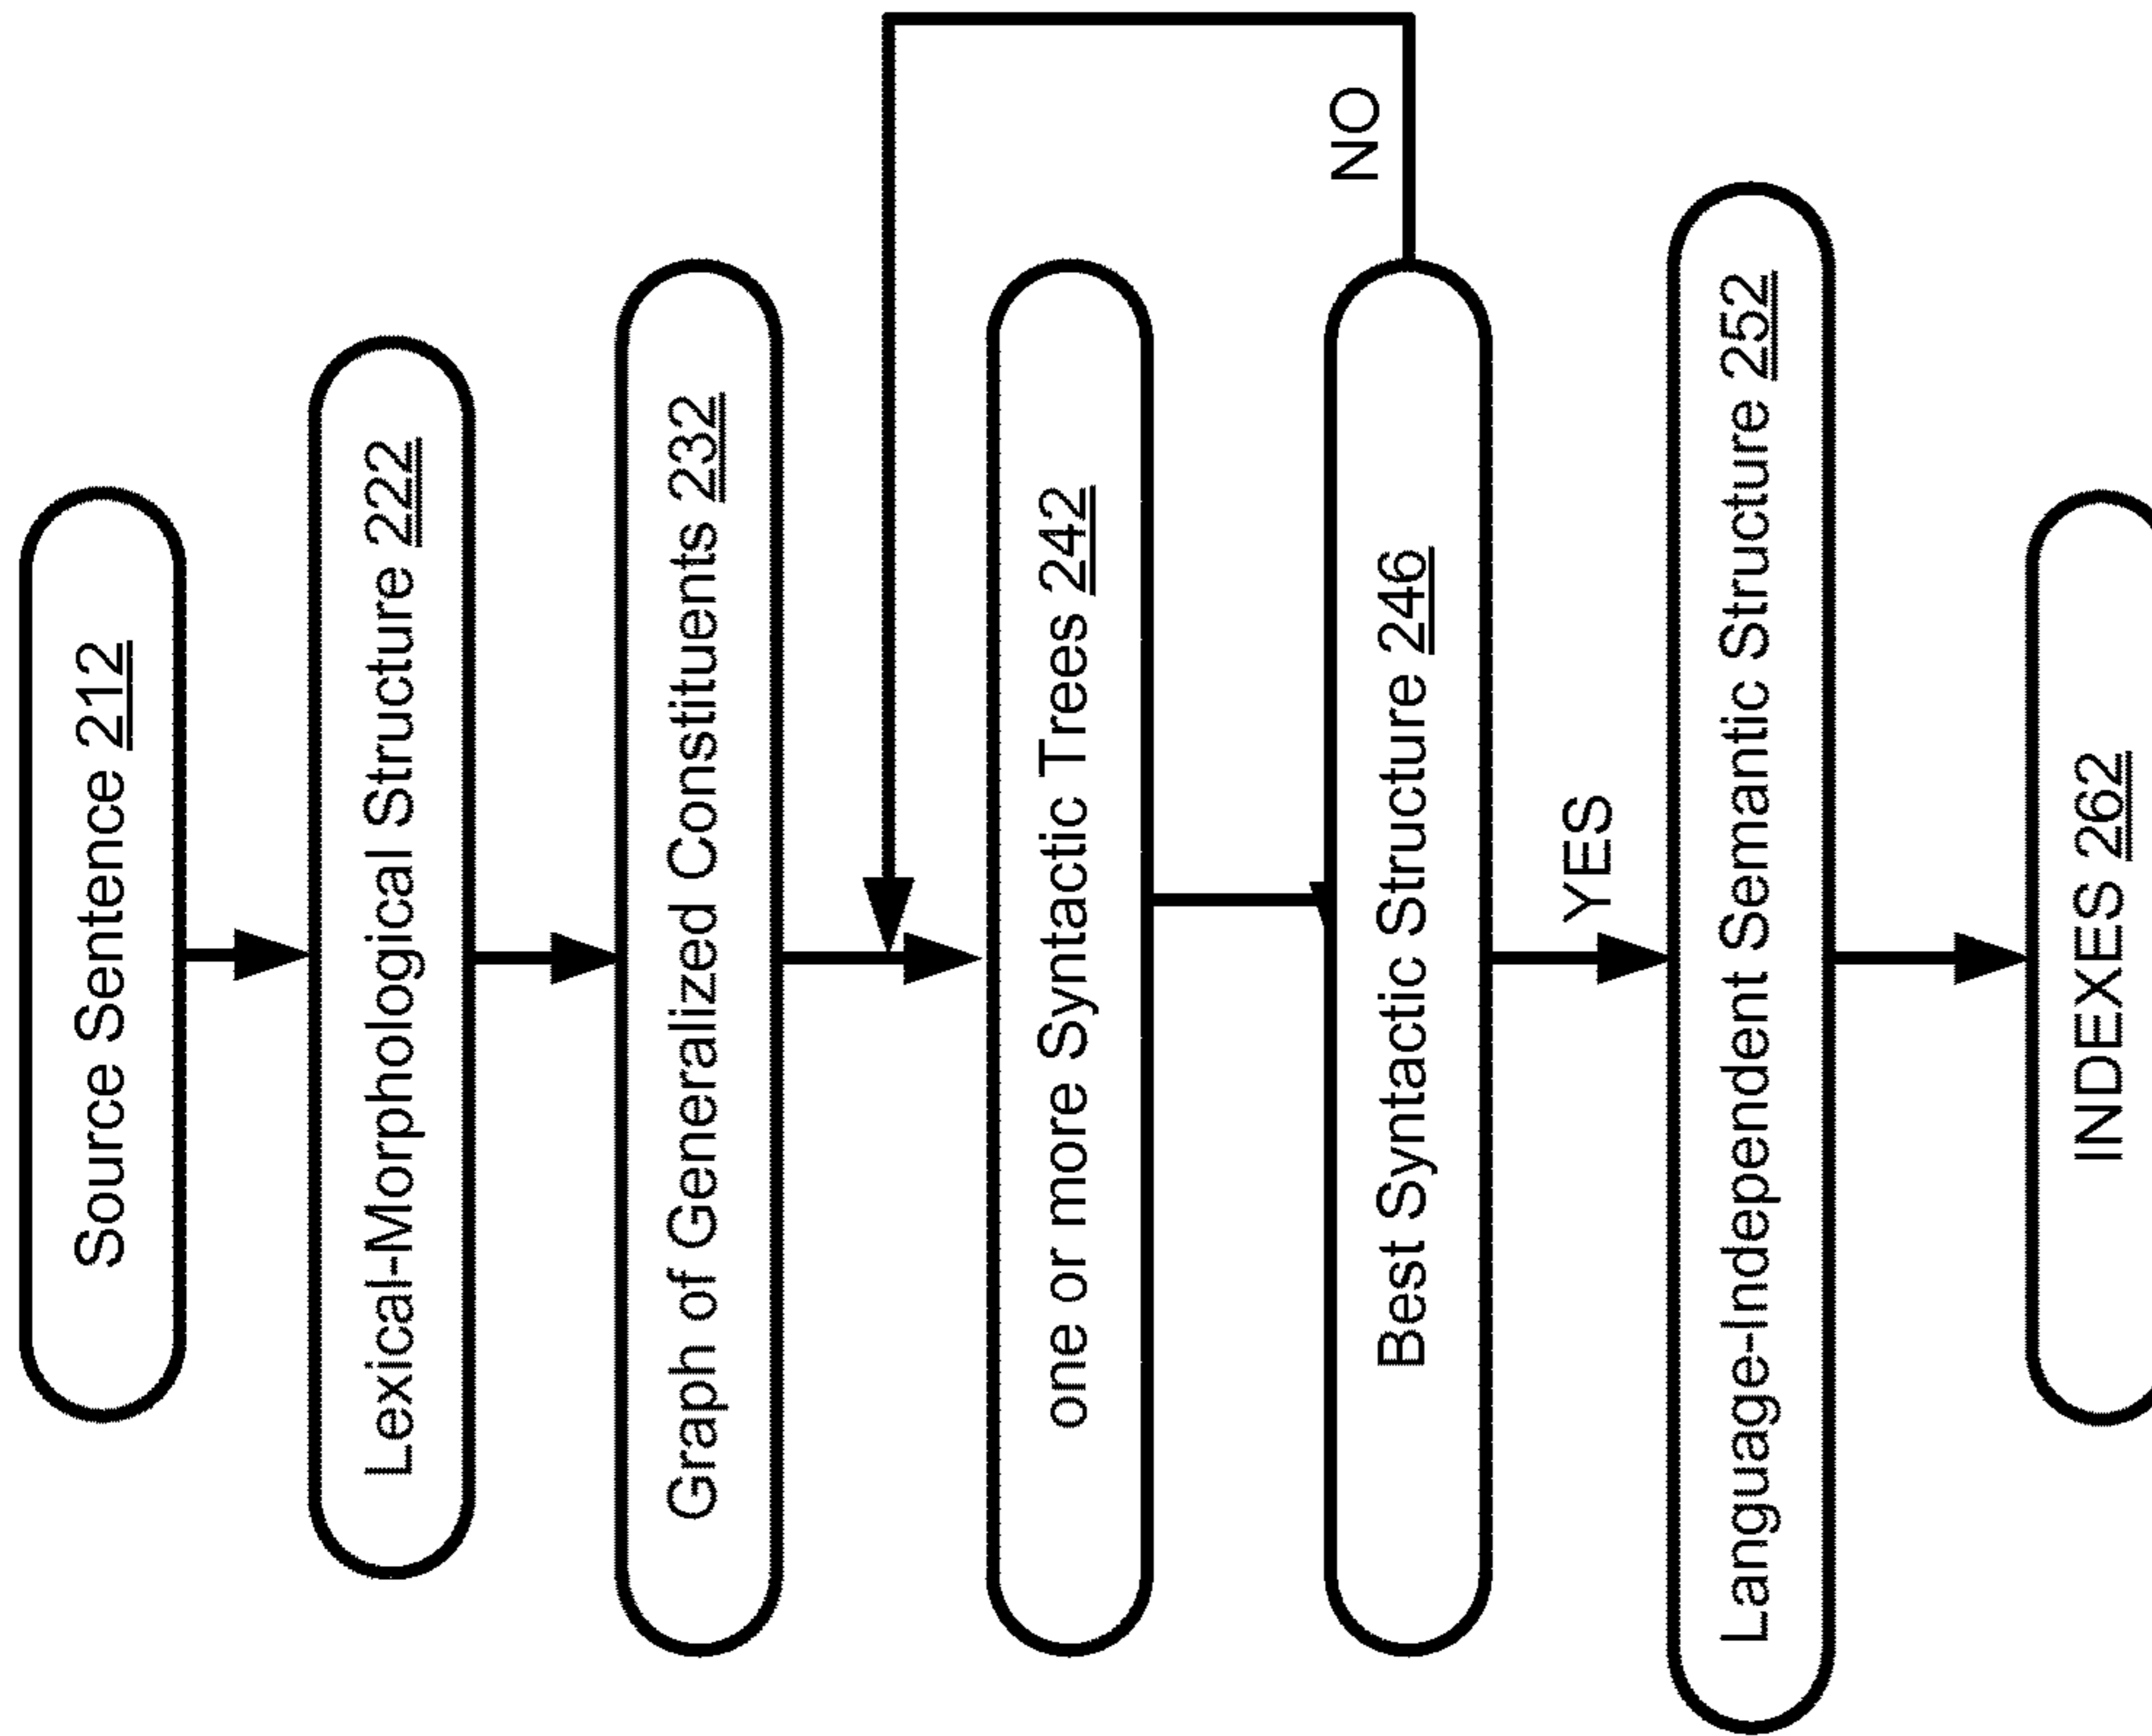 Source Sentence 212
Lexical-Morphological Structure 222
Graph of Generalized Constituents 232
one or more Syntactic Trees 242
NO
Best Syntactic Structure 246
YES
Language-Independent Semantic Structure 252
INDEXES 262